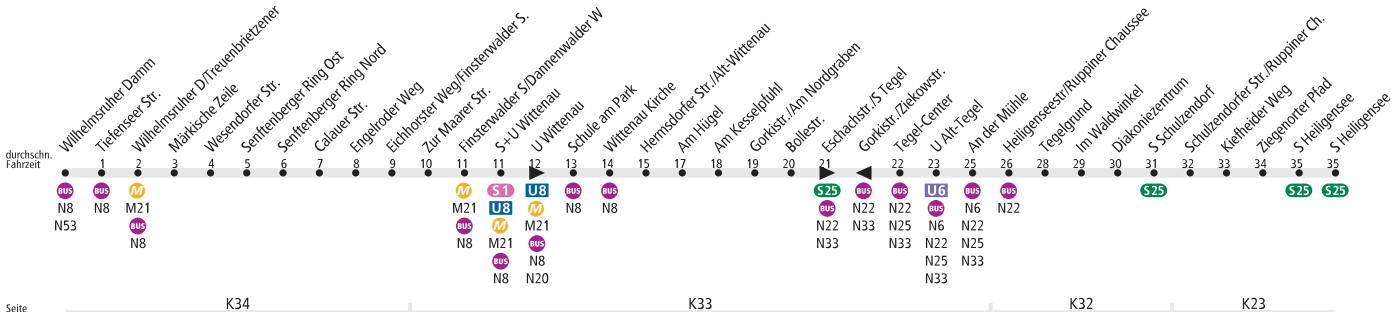 Wilhelmsruher Damm
Tiefenseer Str.
Wilhelmsruher D/Treuenbrietzener
Märkische Zeile
Wesendorfer Str.
Senftenberger Ring Ost
Senftenberger Ring Nord
Calauer Str.
Engelroder Weg
Eichhorster Weg/Finsterwalder S.
Zur Maarer Str.
Finsterwalder S/Dannenwalder W
S+U Wittenau
U Wittenau
Schule am Park
Wittenau Kirche
Hermsdorfer Str./Alt-Wittenau
An Hügel
Am Kesselpfuhl
Gorkistr./Am Nordgraben
Bollestr.
Eschachstr./S Tegel
Gorkistr./Ziekowstr.
Tegel-Center
U Alt-Tegel
An der Mühle
Heiligenseestr/Ruppiner Chaussee
Tegelgrund
Im Waldwinkel
Diakoniezentrum
S Schulzendorf
Schulzendorfer Str./Ruppiner Ch.
Kiefheider Weg
Ziegenorter Pfad
S Heiligensee
S Heiligensee
durchschn.
Fahrzeit
1 2 3 4 5 6 7 8 9 10 11 11 12 13 14 15 17 18 19 20 21 22 23 25 26 28 29 30 31 32 33 34 35 35
BUS BUS M M S1 U8 BUS BUS S25 BUS BUS U6 BUS BUS S25 S25 S25
N8 N8 M21 M21 U8 M N8 N8 BUS N22 N22 BUS N6 N22
N53 BUS BUS M M21 N22 N33 N25 N6 N22
N8 N8 M21 BUS N33 N33 N22 N25
BUS N8 N25 N33
N8 N20 N33
Seite K34 K33 K32 K23